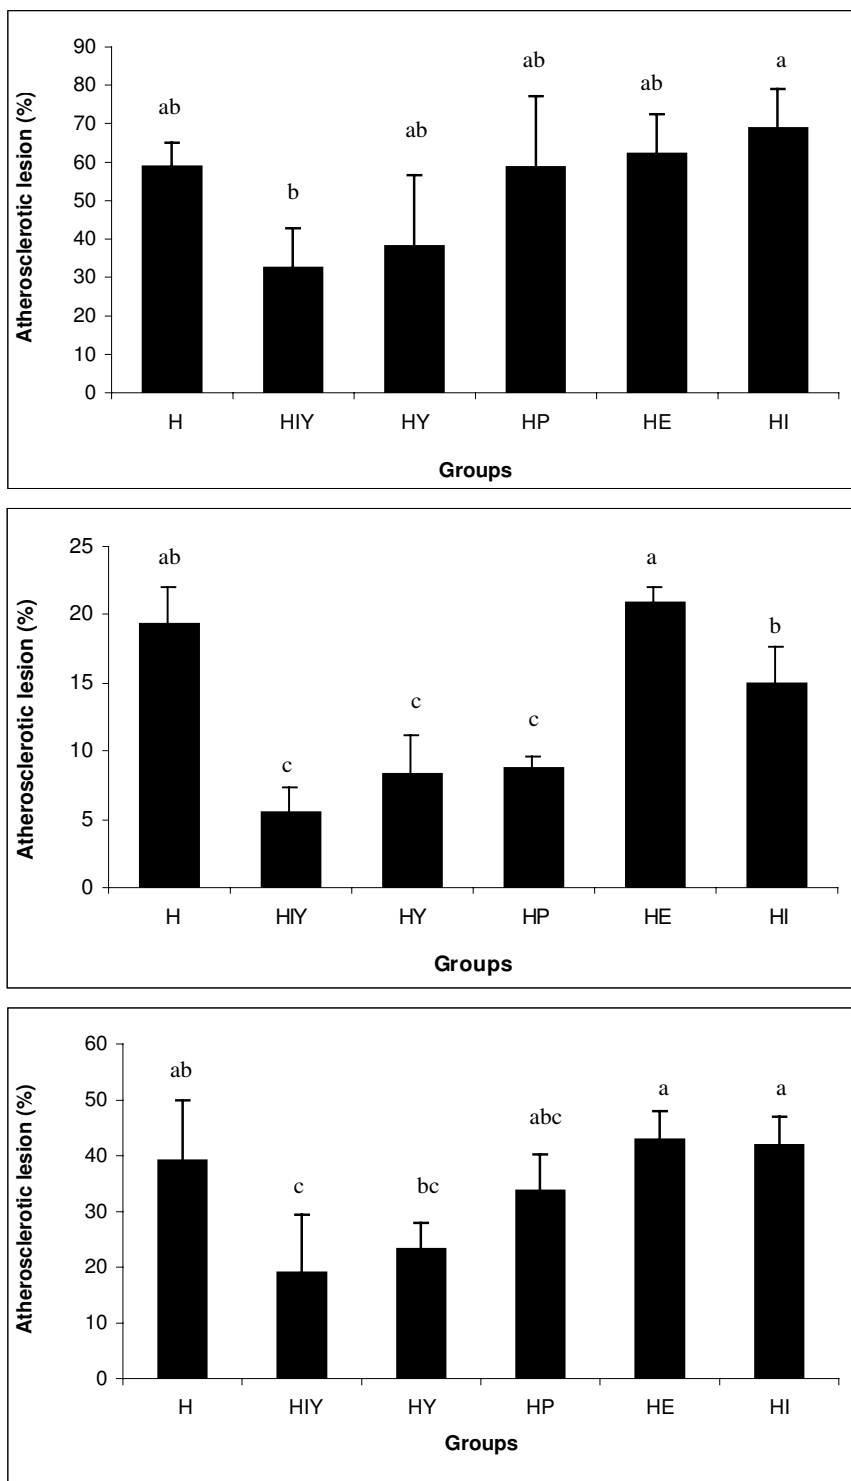 90
80
70
60
50
40
30
20
10
0
Atherosclerotic lesion (%)
ab
b
ab
ab
ab
a
H HIY HY HP HE HI
Groups
25
20
15
10
5
0
Atherosclerotic lesion (%)
ab
c
c
c
a
b
H HIY HY HP HE HI
Groups
60
50
40
30
20
10
0
Atherosclerotic lesion (%)
ab
c
bc
abc
a
a
H HIY HY HP HE HI
Groups